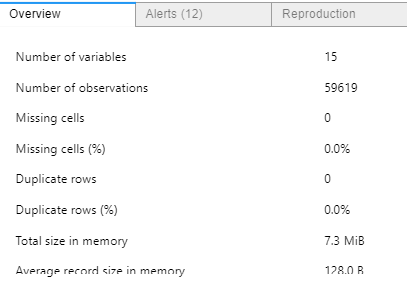 Overview Alerts (12) Reproduction
Number of variables 15
Number of observations 59619
Missing cells 0
Missing cells (%) 0.0%
Duplicate rows 0
Duplicate rows (%) 0.0%
Total size in memory 7.3 MiB
Average record size in memory 128.0 B